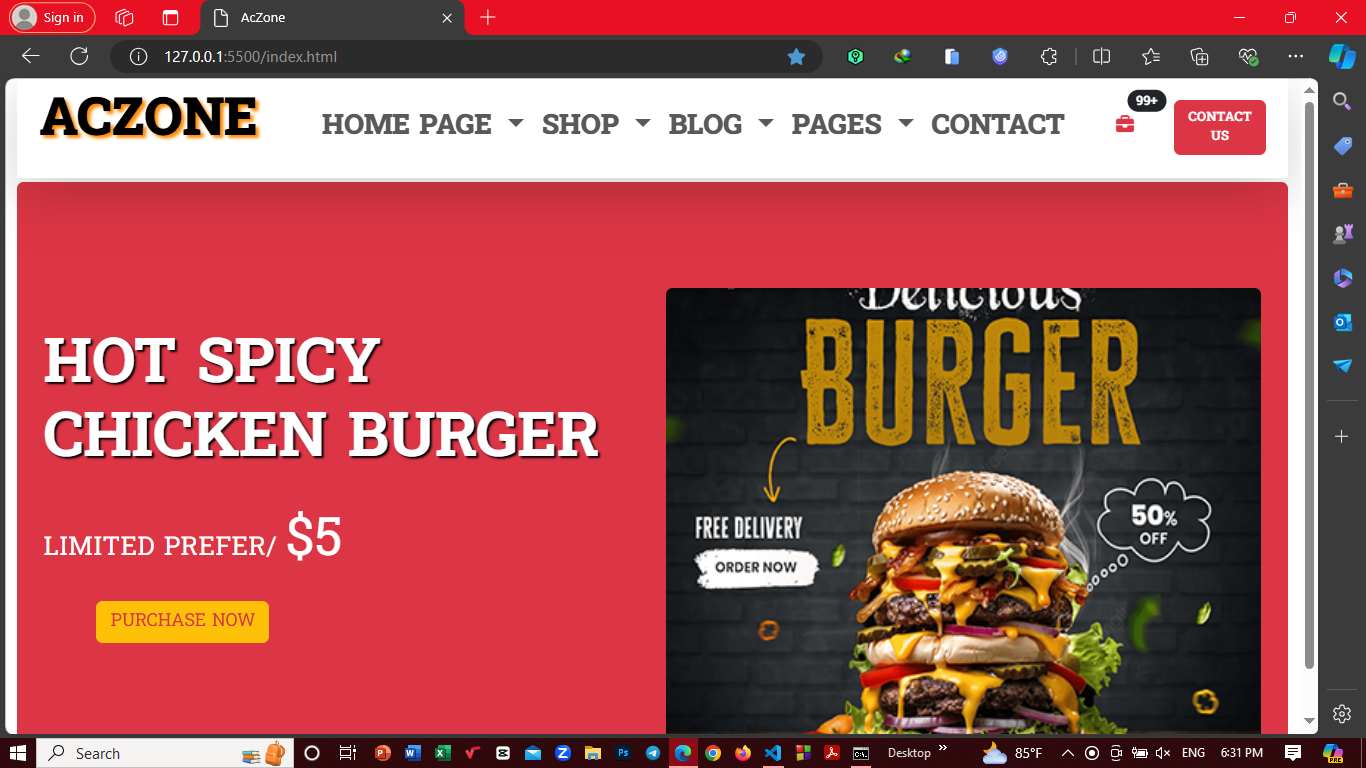 Sign in
AcZone
127.0.0.1:5500/index.html
ACZONE
HOME PAGE
SHOP
BLOG
PAGES
CONTACT
99+
CONTACT
US
HOT SPICY
CHICKEN BURGER
LIMITED PREFER/ $5
PURCHASE NOW
Delicious
BURGER
FREE DELIVERY
ORDER NOW
50%
OFF
Search
Desktop
85°F
ENG
6:31 PM
PRE